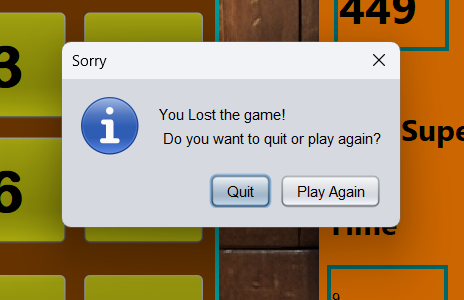 449
3
Sorry
You Lost the game!
Do you want to quit or play again?
Supe
6
Quit
Play Again
Time